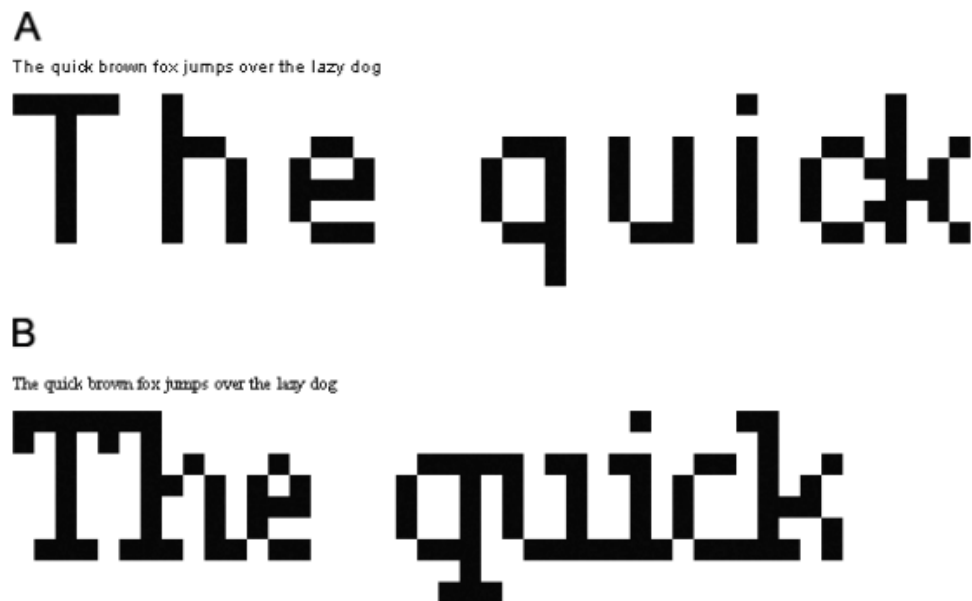 A
The quick brown fox jumps over the lazy dog
The quick
B
The quick brown fox jumps over the lazy dog
The quick